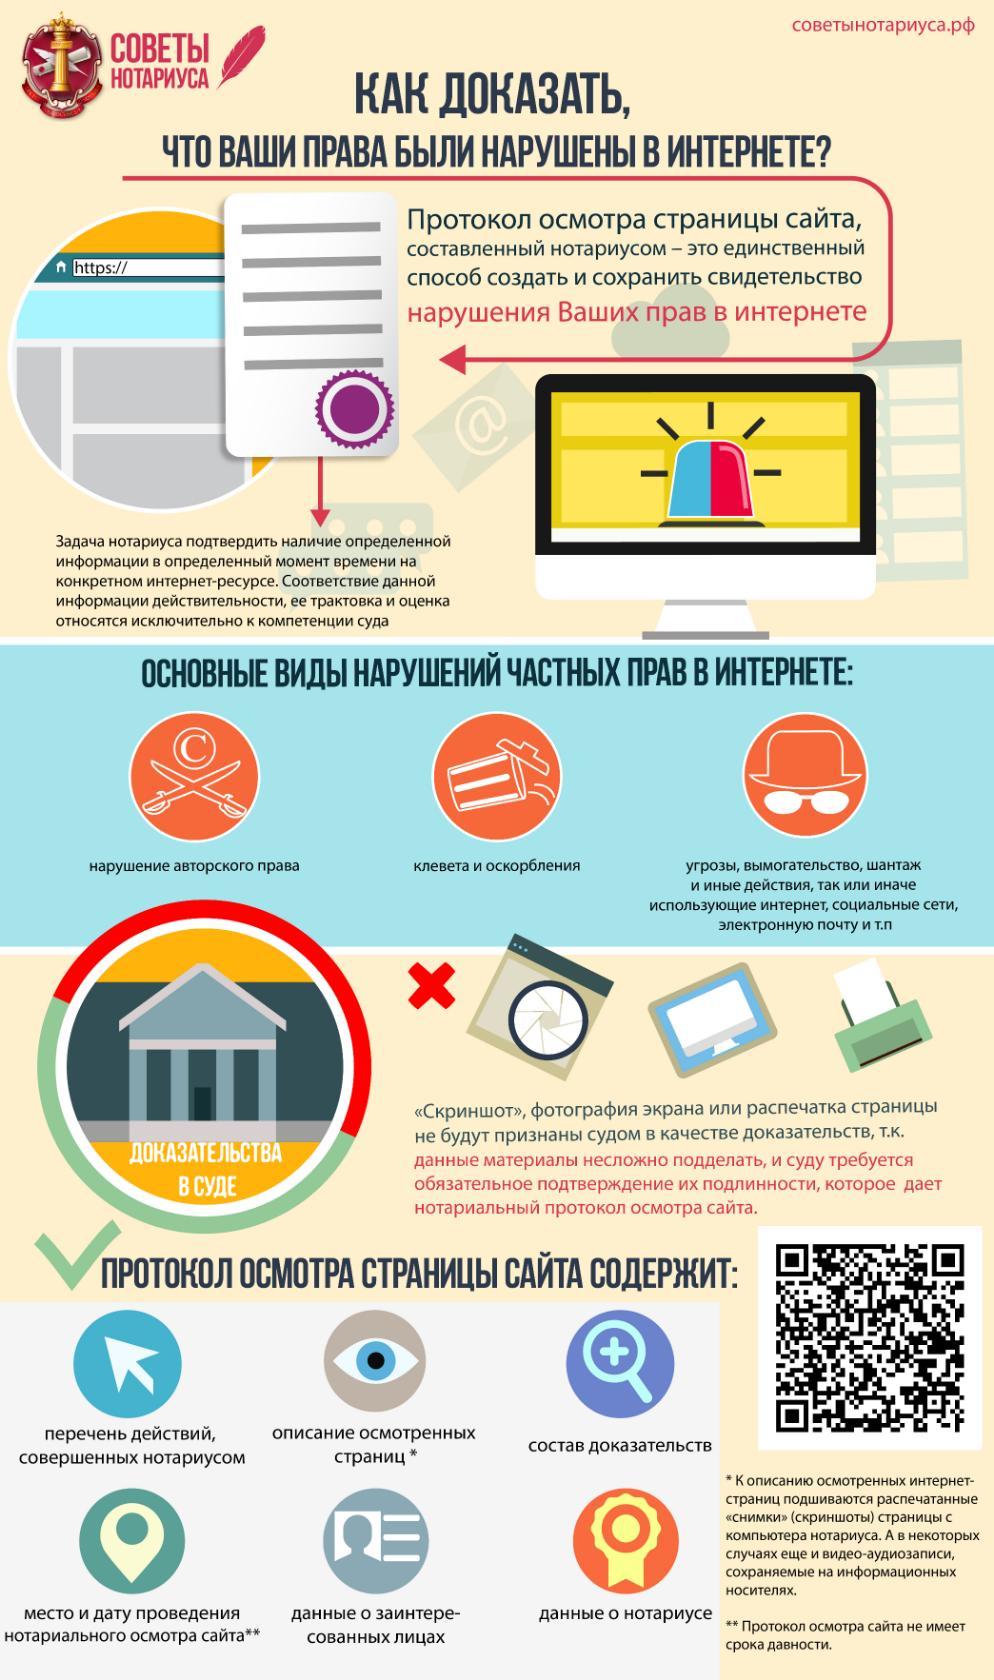 советынотариуса.рф
СОВЕТЫ
НОТАРИУСА
КАК ДОКАЗАТЬ,
ЧТО ВАШИ ПРАВА БЫЛИ НАРУШЕНЫ В ИНТЕРНЕТЕ?
Протокол осмотра страницы сайта,
составленный нотариусом – это единственный
способ создать и сохранить свидетельство
нарушения Ваших прав в интернете
https://
@
Задача нотариуса подтвердить наличие определенной
информации в определенный момент времени на
конкретном интернет-ресурсе. Соответствие данной
информации действительности, ее трактовка и оценка
относятся исключительно к компетенции суда
ОСНОВНЫЕ ВИДЫ НАРУШЕНИЙ ЧАСТНЫХ ПРАВ В ИНТЕРНЕТЕ:
©
нарушение авторского права
клевета и оскорбления
угрозы, вымогательство, шантаж
и иные действия, так или иначе
использующие интернет, социальные сети,
электронную почту и т.п
ДОКАЗАТЕЛЬСТВА
В СУДЕ
«Скриншот», фотография экрана или распечатка страницы
не будут признаны судом в качестве доказательств, т.к.
данные материалы несложно подделать, и суду требуется
обязательное подтверждение их подлинности, которое дает
нотариальный протокол осмотра сайта.
ПРОТОКОЛ ОСМОТРА СТРАНИЦЫ САЙТА СОДЕРЖИТ:
перечень действий,
совершенных нотариусом
описание осмотренных
страниц *
состав доказательств
место и дату проведения
нотариального осмотра сайта**
данные о заинтере-
сованных лицах
данные о нотариусе
* К описанию осмотренных интернет-
страниц подшиваются распечатанные
«снимки» (скриншоты) страницы с
компьютера нотариуса. А в некоторых
случаях еще и видео-аудиозаписи,
сохраняемые на информационных
носителях.
** Протокол осмотра сайта не имеет
срока давности.